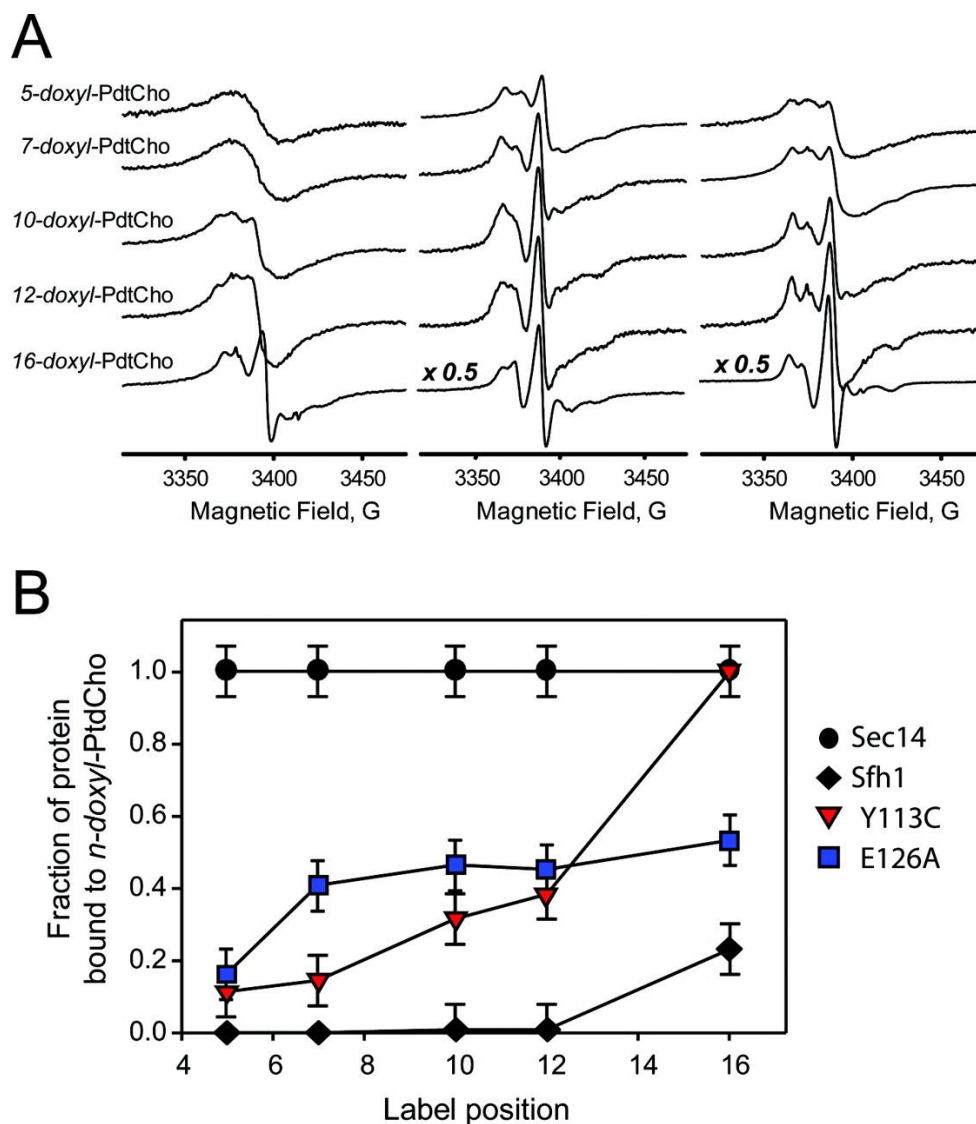 A
5-doxyl-PdtCho
7-doxyl-PdtCho
10-doxyl-PdtCho
12-doxyl-PdtCho
16-doxyl-PdtCho
x 0.5
x 0.5
3350 3400 3450
3350 3400 3450
3350 3400 3450
Magnetic Field, G
Magnetic Field, G
Magnetic Field, G
B
Fraction of protein
bound to n-doxyl-PtdCho
1.0
0.8
0.6
0.4
0.2
0.0
4 6 8 10 12 14 16
Label position
Sec14
Sfh1
Y113C
E126A